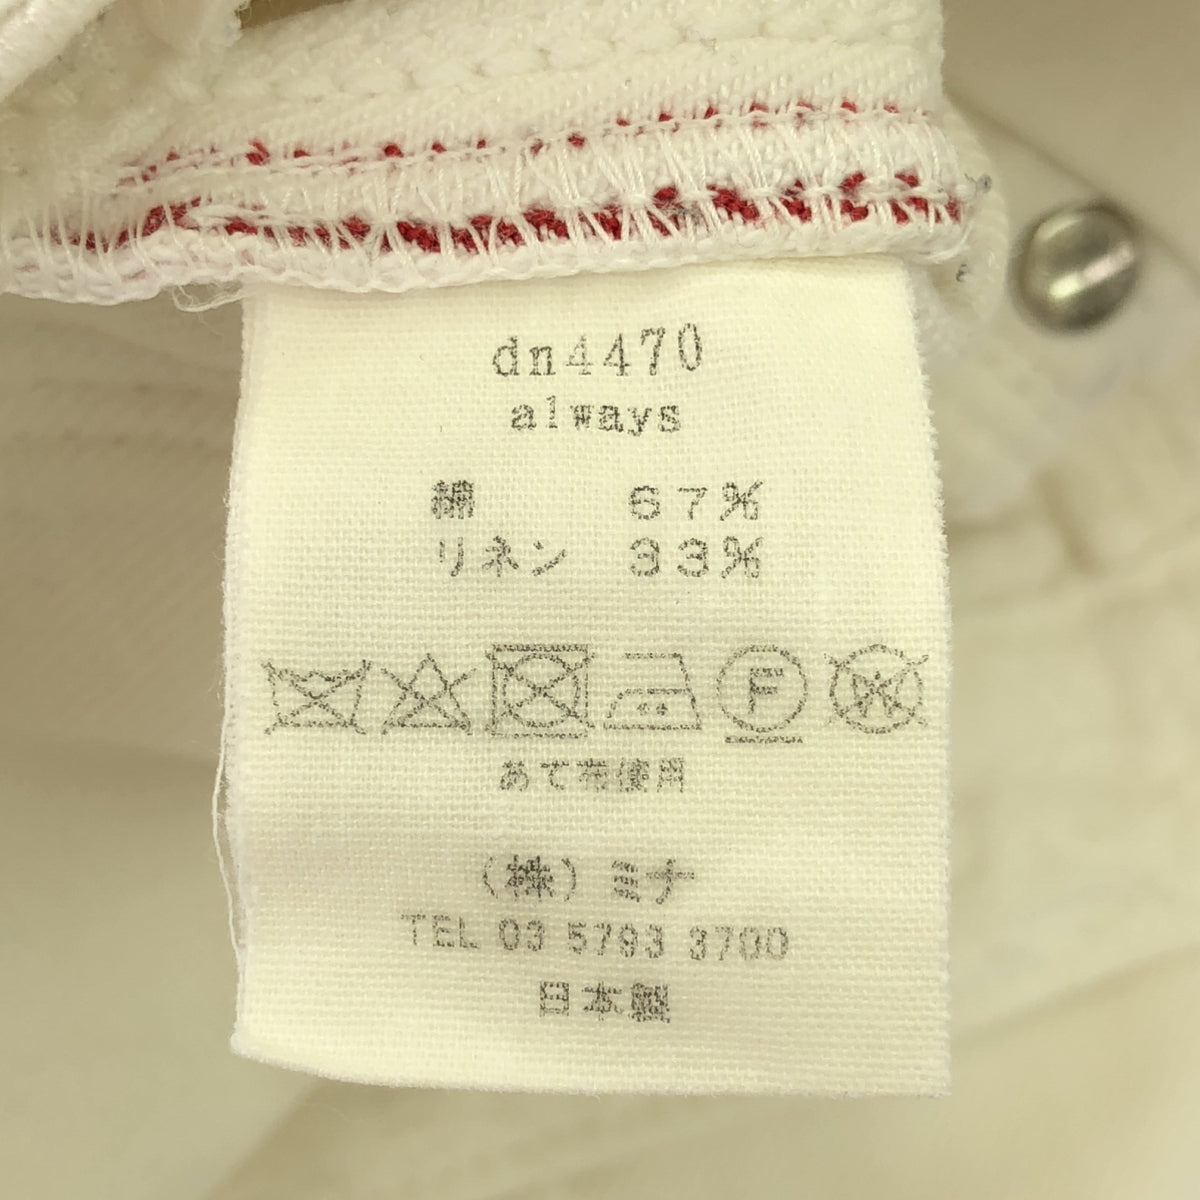 dn4470
always
綿 67%
リネン 33%
F
W
あて布使用
(株) ミナ
TEL 03 5793 3700
日本製